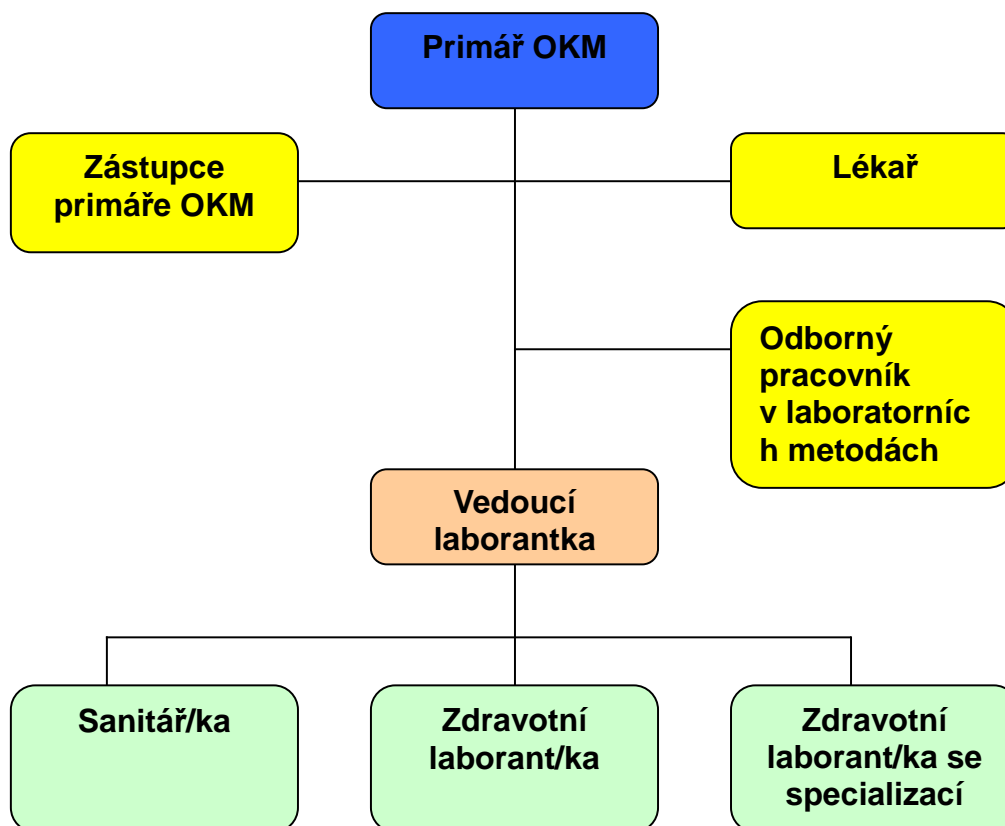 Primář OKM
Zástupce
primáře OKM
Lékař
Odborný
pracovník
v laboratorníc
h metodách
Vedoucí
laborantka
Sanitář/ka
Zdravotní
laborant/ka
Zdravotní
laborant/ka se
specializací